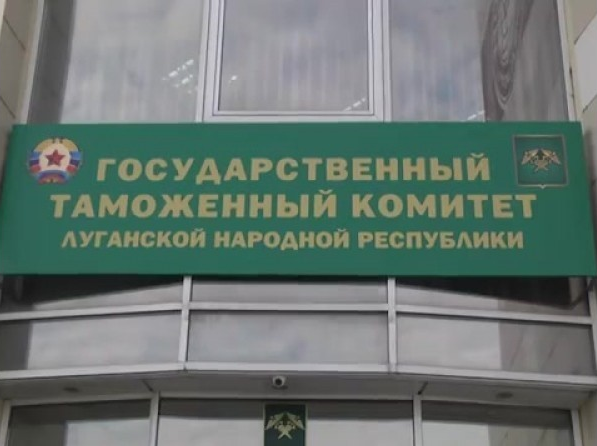 ГОСУДАРСТВЕННЫЙ
ТАМОЖЕННЫЙ КОМИТЕТ
ЛУГАНСКОЙ НАРОДНОЙ РЕСПУБЛИКИ